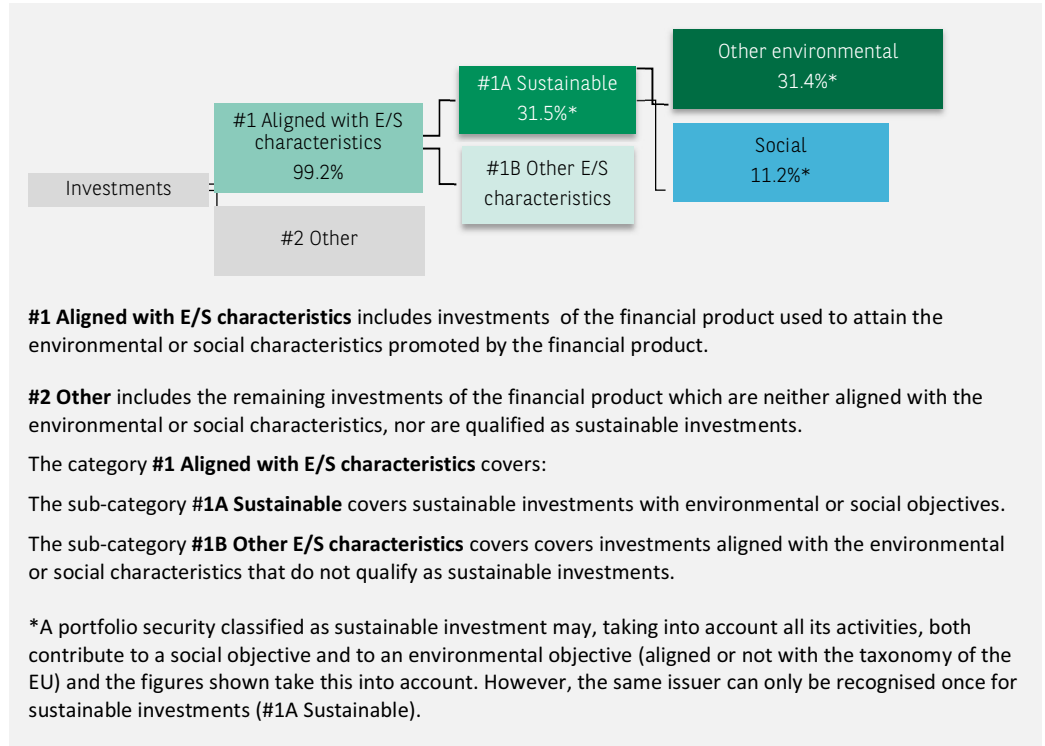 Other environmental
31.4%*
#1A Sustainable
31.5%*
#1 Aligned with E/S
characteristics
99.2%
Social
11.2%*
#1B Other E/S
characteristics
Investments
#2 Other
#1 Aligned with E/S characteristics includes investments of the financial product used to attain the
environmental or social characteristics promoted by the financial product.
#2 Other includes the remaining investments of the financial product which are neither aligned with the
environmental or social characteristics, nor are qualified as sustainable investments.
The category #1 Aligned with E/S characteristics covers:
The sub-category #1A Sustainable covers sustainable investments with environmental or social objectives.
The sub-category #1B Other E/S characteristics covers covers investments aligned with the environmental
or social characteristics that do not qualify as sustainable investments.
*A portfolio security classified as sustainable investment may, taking into account all its activities, both
contribute to a social objective and to an environmental objective (aligned or not with the taxonomy of the
EU) and the figures shown take this into account. However, the same issuer can only be recognised once for
sustainable investments (#1A Sustainable).